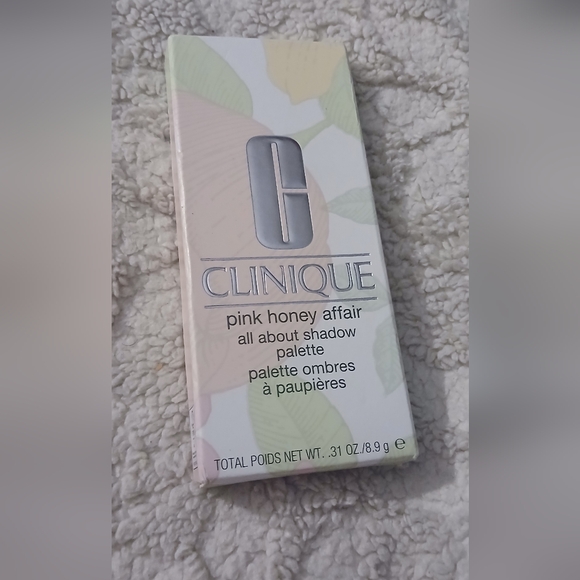 C
CLINIQUE
pink honey affair
all about shadow
palette
palette ombres
à paupières
TOTAL POIDS NET WT. .31 OZ./8.9 g ℮